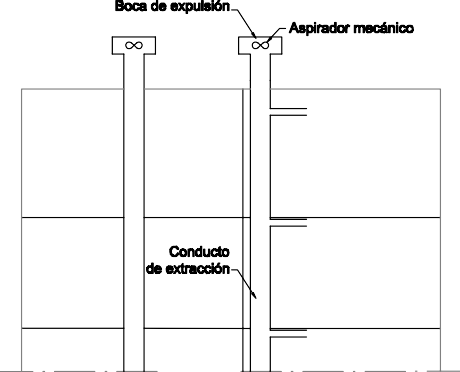 Boca de expulsión
Aspirador mecánico
Conducto
de extracción